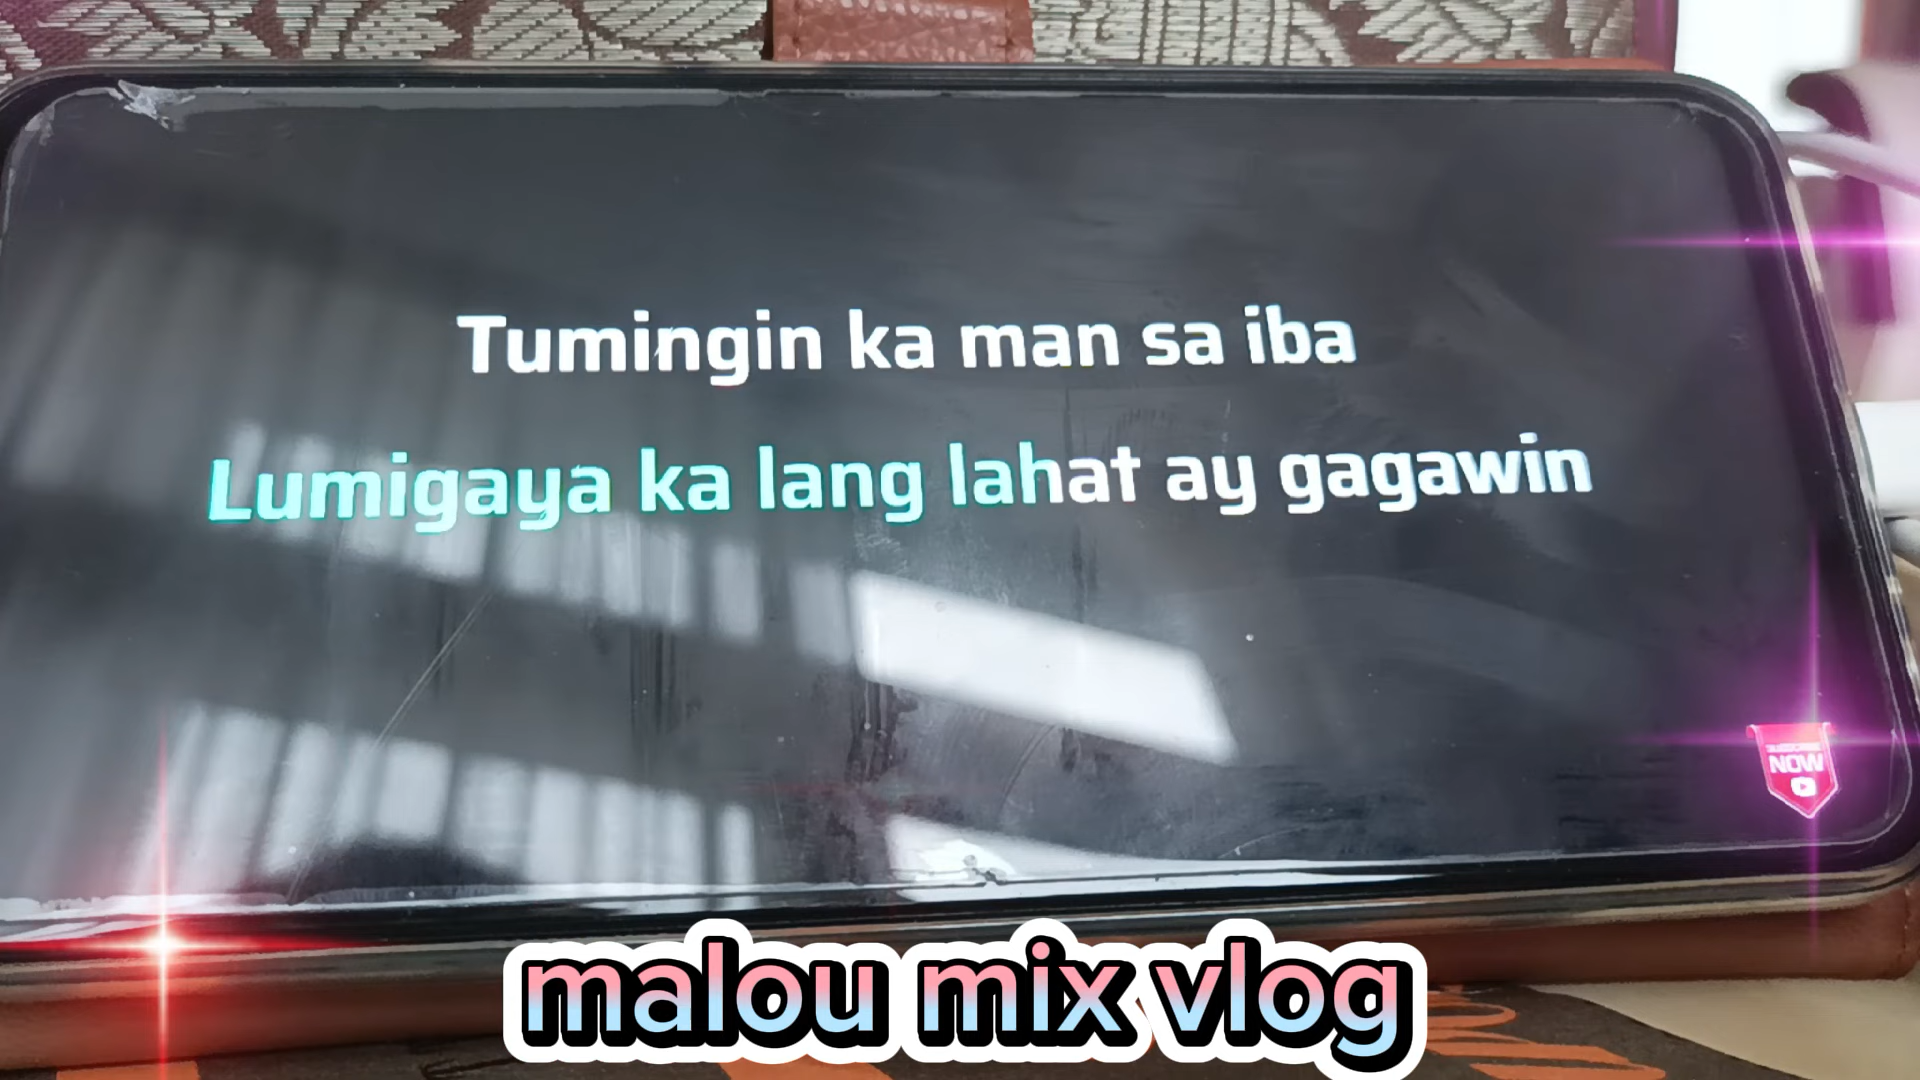 Tumingin ka man sa iba
Lumigaya ka lang lahat ay gagawin
NOW
malou mix vlog